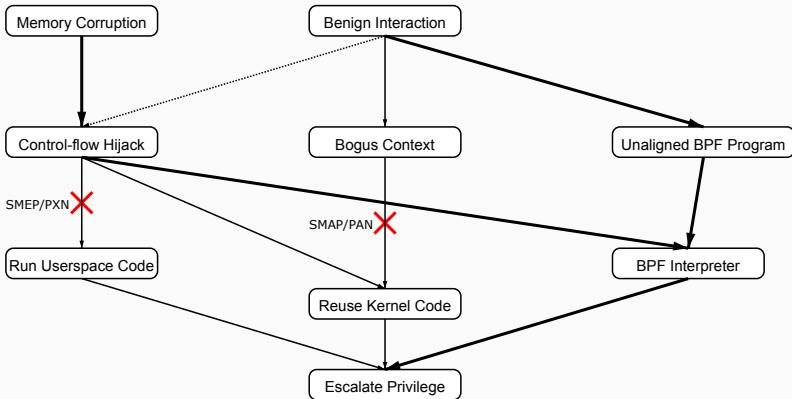 Memory Corruption
Benign Interaction
Control-flow Hijack
Bogus Context
Unaligned BPF Program
SMEP/PXN
SMAP/PAN
Run Userspace Code
BPF Interpreter
Reuse Kernel Code
Escalate Privilege